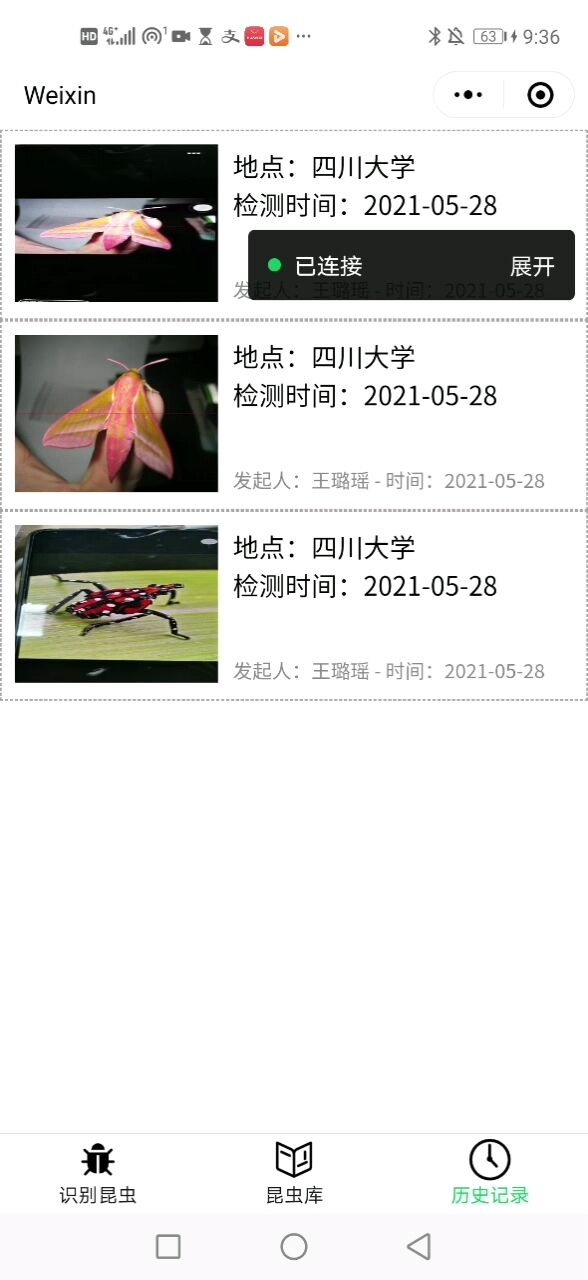 HD 4G+ 1 支 63 9:36
Weixin
地点：四川大学
检测时间：2021-05-28
已连接 展开
发起人：王璐瑶 - 时间：2021-05-28
地点：四川大学
检测时间：2021-05-28
发起人：王璐瑶 - 时间：2021-05-28
地点：四川大学
检测时间：2021-05-28
发起人：王璐瑶 - 时间：2021-05-28
识别昆虫 昆虫库 历史记录